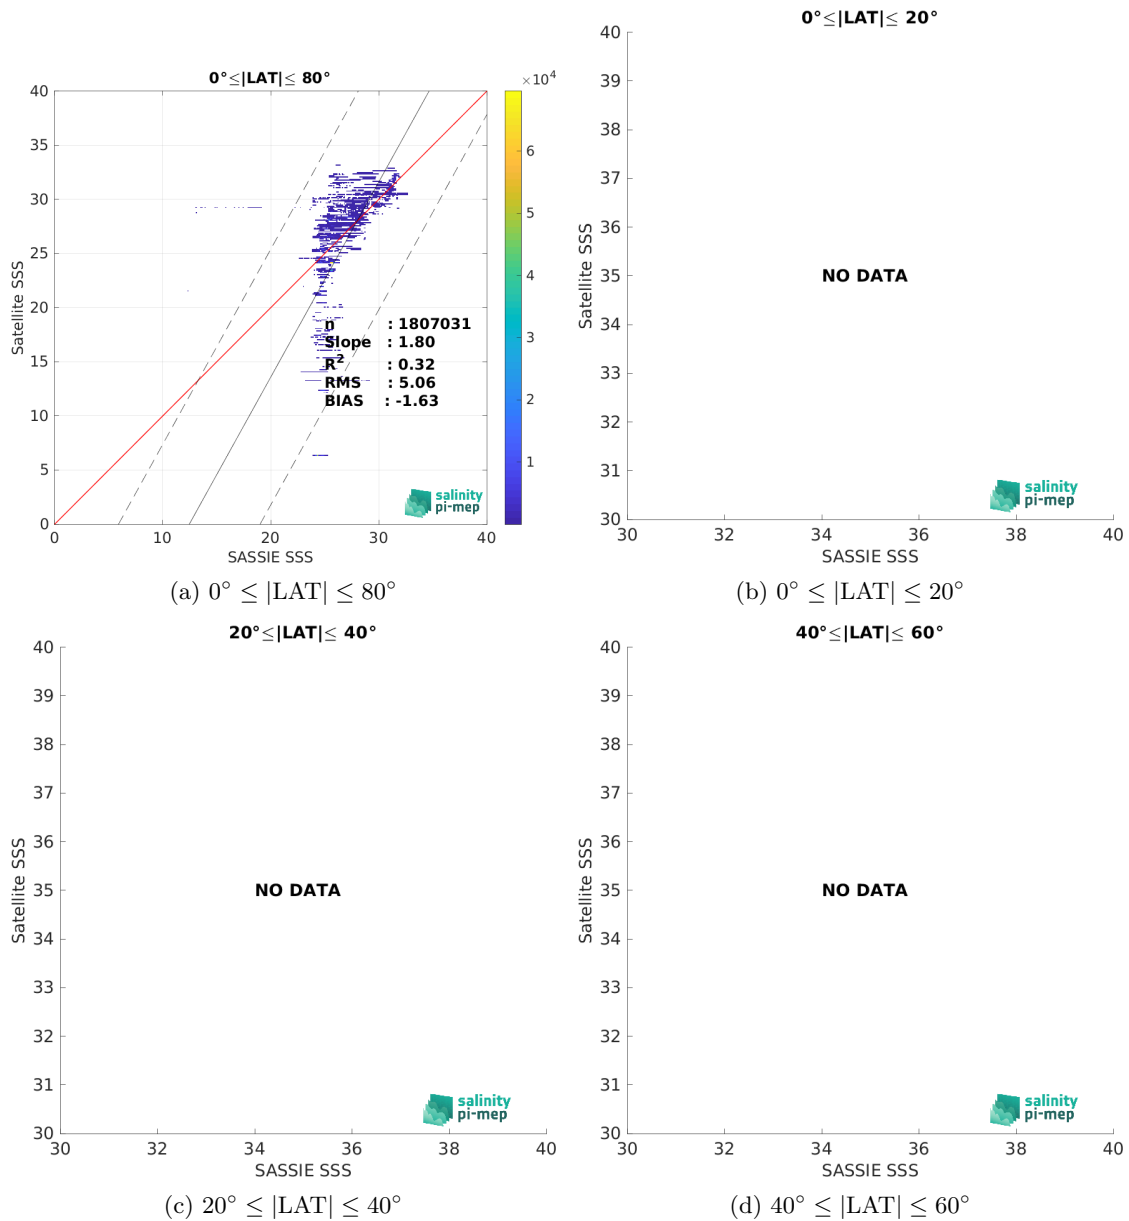 0°≤|LAT|≤ 80°
×10⁴
40
35
30
25
20
15
10
5
0
0
10
20
30
40
6
5
4
3
2
1
Satellite SSS
SASSIE SSS
n : 1807031
Slope : 1.80
R² : 0.32
RMS : 5.06
BIAS : -1.63
salinity
pi-mep
(a) 0° ≤ |LAT| ≤ 80°
0°≤|LAT|≤ 20°
40
39
38
37
36
35
34
33
32
31
30
30
32
34
36
38
40
Satellite SSS
NO DATA
SASSIE SSS
salinity
pi-mep
(b) 0° ≤ |LAT| ≤ 20°
20°≤|LAT|≤ 40°
40
39
38
37
36
35
34
33
32
31
30
30
32
34
36
38
40
Satellite SSS
NO DATA
SASSIE SSS
salinity
pi-mep
(c) 20° ≤ |LAT| ≤ 40°
40°≤|LAT|≤ 60°
40
39
38
37
36
35
34
33
32
31
30
30
32
34
36
38
40
Satellite SSS
NO DATA
SASSIE SSS
salinity
pi-mep
(d) 40° ≤ |LAT| ≤ 60°